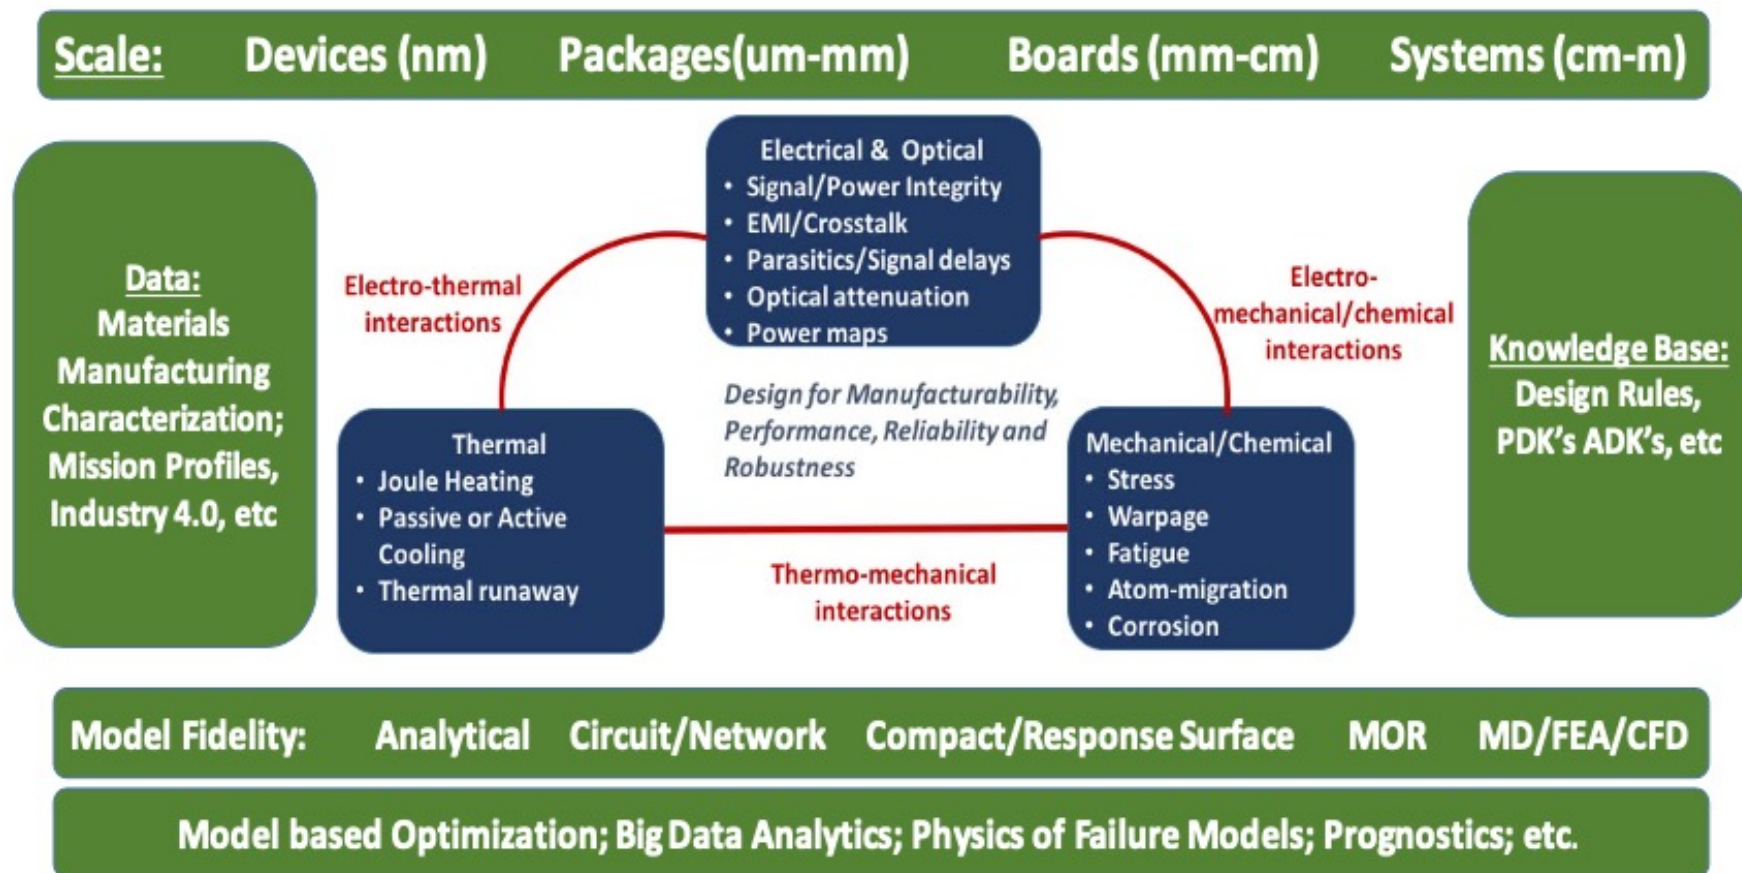 Scale: Devices (nm) Packages(um-mm) Boards (mm-cm) Systems (cm-m)
Data:
Materials
Manufacturing
Characterization;
Mission Profiles,
Industry 4.0, etc
Electro-thermal
interactions
Electrical & Optical
• Signal/Power Integrity
• EMI/Crosstalk
• Parasitics/Signal delays
• Optical attenuation
• Power maps
Electro-
mechanical/chemical
interactions
Design for Manufacturability,
Performance, Reliability and
Robustness
Thermal
• Joule Heating
• Passive or Active
Cooling
• Thermal runaway
Thermo-mechanical
interactions
Mechanical/Chemical
• Stress
• Warpage
• Fatigue
• Atom-migration
• Corrosion
Knowledge Base:
Design Rules,
PDK's ADK's, etc
Model Fidelity: Analytical Circuit/Network Compact/Response Surface MOR MD/FEA/CFD
Model based Optimization; Big Data Analytics; Physics of Failure Models; Prognostics; etc.